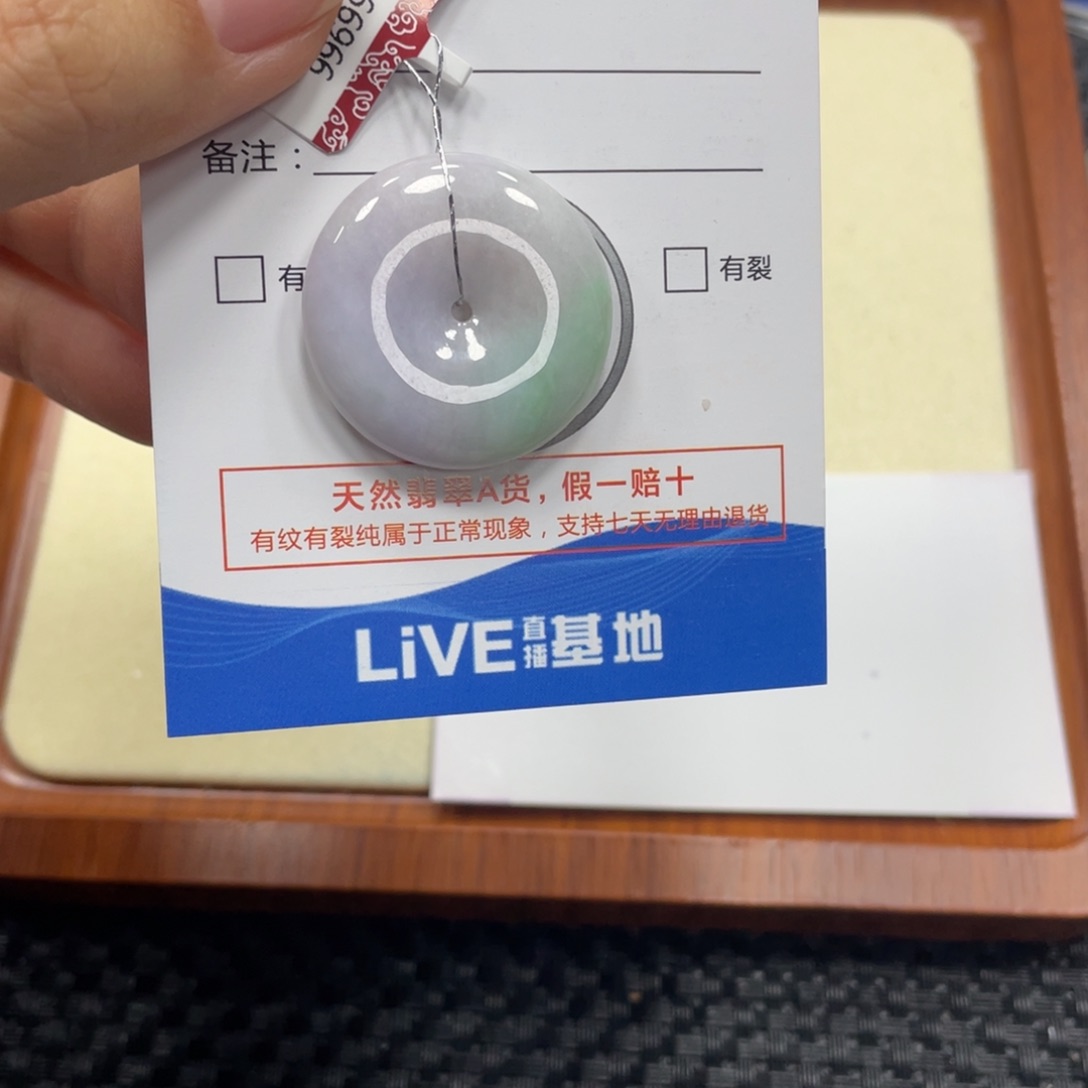 备注：
有
有裂
天然翡翠A货，假一赔十
有纹有裂纯属于正常现象，支持七天无理由退货
LiVE直播基地